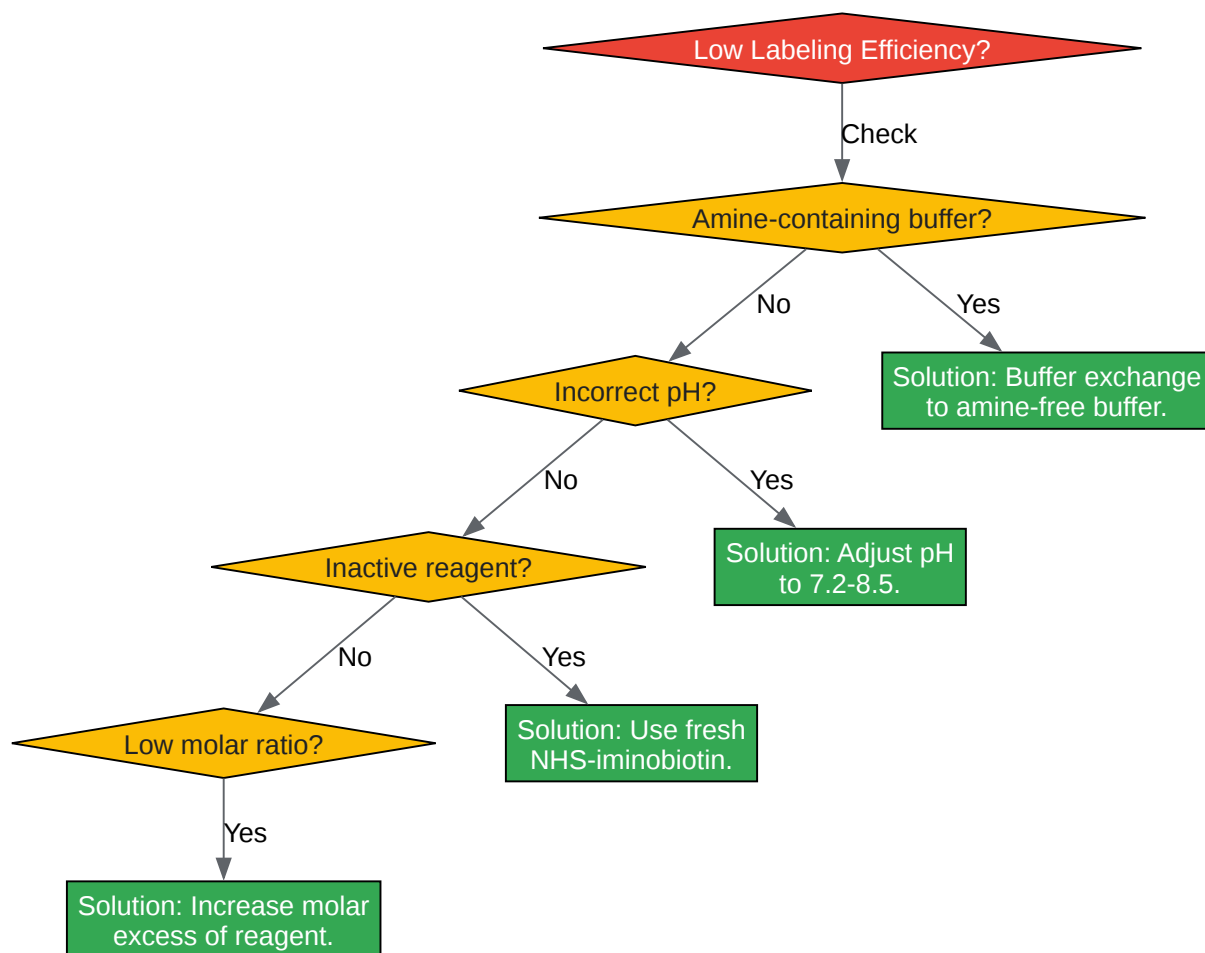 Low Labeling Efficiency?
Check
Amine-containing buffer?
No
Yes
Solution: Buffer exchange
to amine-free buffer.
Incorrect pH?
No
Yes
Solution: Adjust pH
to 7.2-8.5.
Inactive reagent?
No
Yes
Solution: Use fresh
NHS-iminobiotin.
Low molar ratio?
Yes
Solution: Increase molar
excess of reagent.